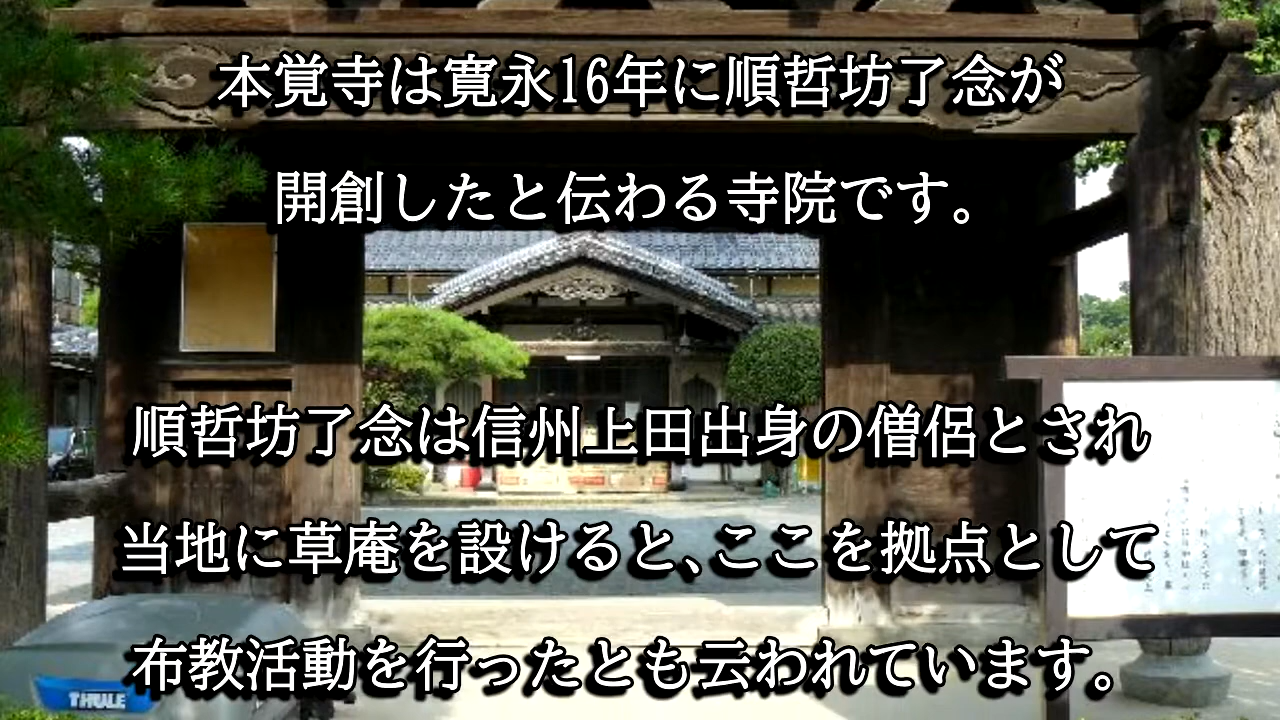 本覚寺は寛永16年に順哲坊了念が
開創したと伝わる寺院です。
順哲坊了念は信州上田出身の僧侶とされ
当地に草庵を設けると、ここを拠点として
布教活動を行ったとも云われています。
THULE